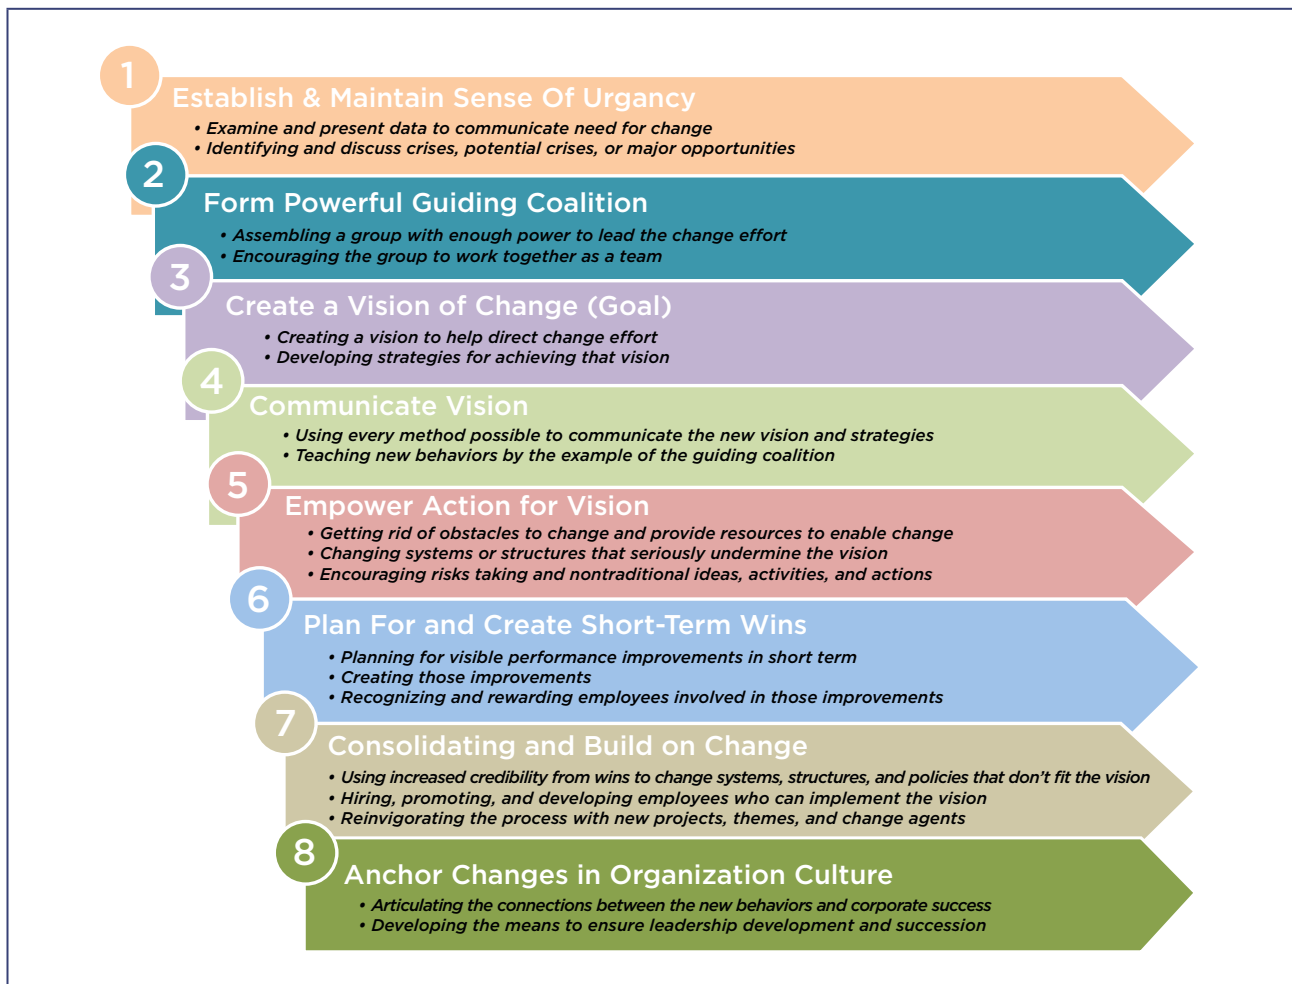 1
Establish & Maintain Sense Of Urgancy
• Examine and present data to communicate need for change
• Identifying and discuss crises, potential crises, or major opportunities
2
Form Powerful Guiding Coalition
• Assembling a group with enough power to lead the change effort
• Encouraging the group to work together as a team
3
Create a Vision of Change (Goal)
• Creating a vision to help direct change effort
• Developing strategies for achieving that vision
4
Communicate Vision
• Using every method possible to communicate the new vision and strategies
• Teaching new behaviors by the example of the guiding coalition
5
Empower Action for Vision
• Getting rid of obstacles to change and provide resources to enable change
• Changing systems or structures that seriously undermine the vision
• Encouraging risks taking and nontraditional ideas, activities, and actions
6
Plan For and Create Short-Term Wins
• Planning for visible performance improvements in short term
• Creating those improvements
• Recognizing and rewarding employees involved in those improvements
7
Consolidating and Build on Change
• Using increased credibility from wins to change systems, structures, and policies that don't fit the vision
• Hiring, promoting, and developing employees who can implement the vision
• Reinvigorating the process with new projects, themes, and change agents
8
Anchor Changes in Organization Culture
• Articulating the connections between the new behaviors and corporate success
• Developing the means to ensure leadership development and succession